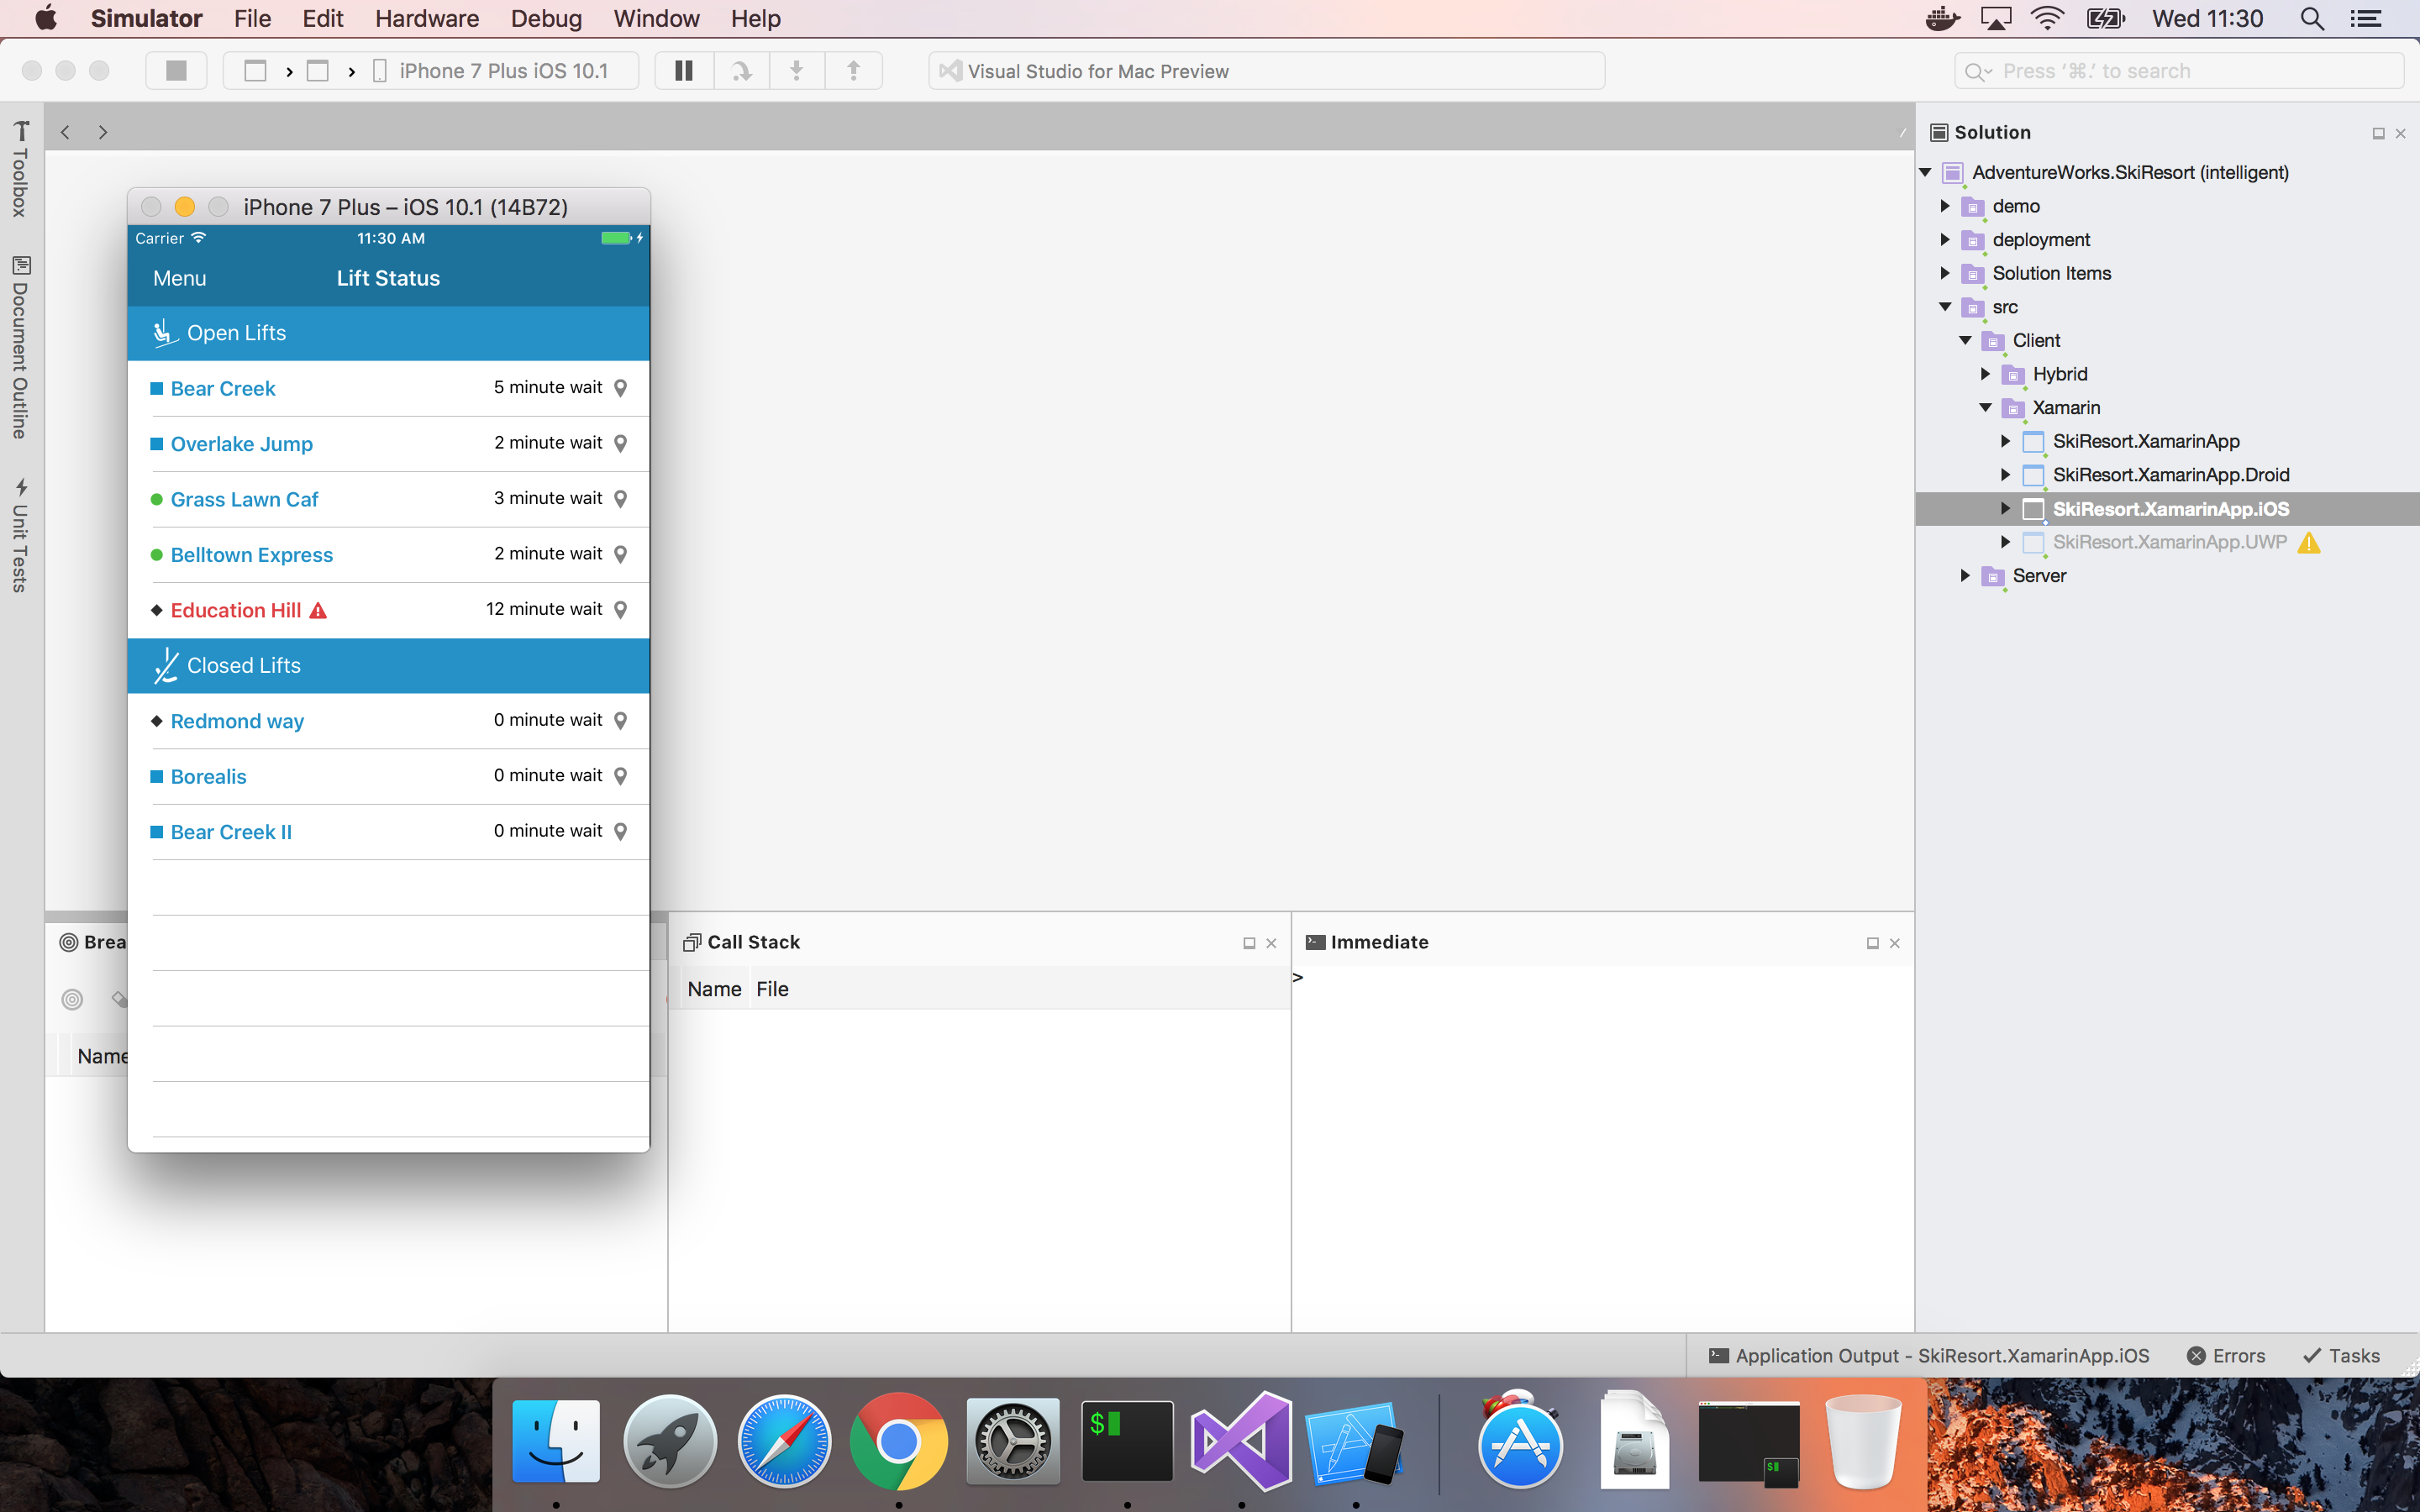 Simulator File Edit Hardware Debug Window Help Wed 11:30
iPhone 7 Plus iOS 10.1 Visual Studio for Mac Preview Press ‘⌘.’ to search
Toolbox
Document Outline
Unit Tests
iPhone 7 Plus – iOS 10.1 (14B72)
Carrier 11:30 AM
Menu Lift Status
Open Lifts
Bear Creek 5 minute wait
Overlake Jump 2 minute wait
Grass Lawn Caf 3 minute wait
Belltown Express 2 minute wait
Education Hill 12 minute wait
Closed Lifts
Redmond way 0 minute wait
Borealis 0 minute wait
Bear Creek II 0 minute wait
Brea
Name
Call Stack
Name File
Immediate
>
Solution
AdventureWorks.SkiResort (intelligent)
demo
deployment
Solution Items
src
Client
Hybrid
Xamarin
SkiResort.XamarinApp
SkiResort.XamarinApp.Droid
SkiResort.XamarinApp.iOS
SkiResort.XamarinApp.UWP
Server
Application Output - SkiResort.XamarinApp.iOS Errors Tasks
$
$